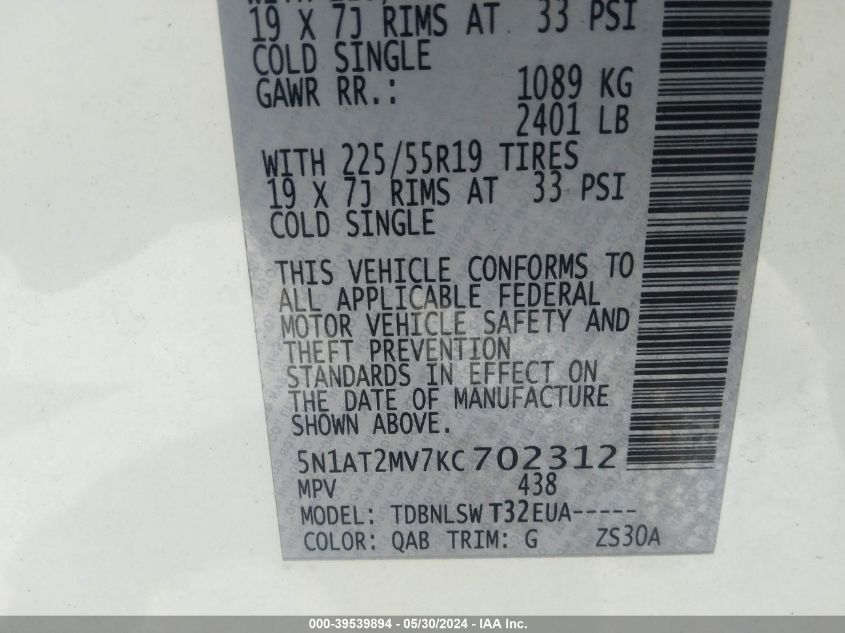 19 X 7J RIMS AT 33 PSI
COLD SINGLE
GAWR RR.: 1089 KG
2401 LB
WITH 225/55R19 TIRES
19 X 7J RIMS AT 33 PSI
COLD SINGLE
THIS VEHICLE CONFORMS TO
ALL APPLICABLE FEDERAL
MOTOR VEHICLE SAFETY AND
THEFT PREVENTION
STANDARDS IN EFFECT ON
THE DATE OF MANUFACTURE
SHOWN ABOVE.
5N1AT2MV7KC702312
MPV 438
MODEL: TDBNLSW T32EUA-----
COLOR: QAB TRIM: G ZS30A
000-39539894 - 05/30/2024 - IAA Inc.